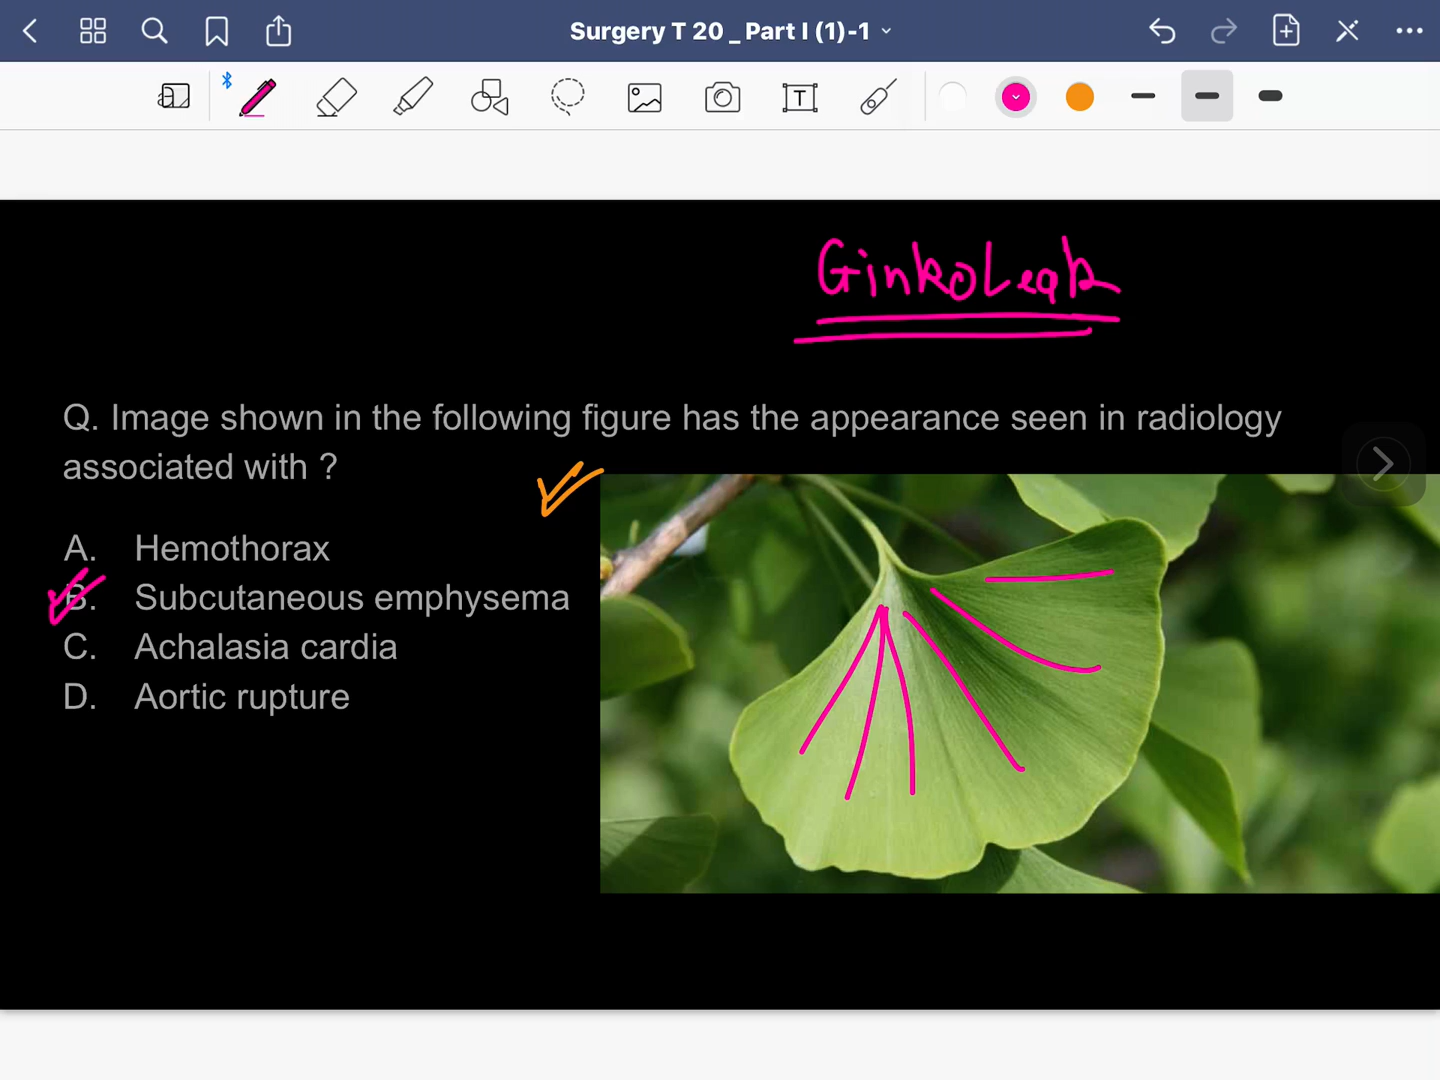 Surgery T 20 _ Part I (1)-1
T
GinkoLeaf
Q. Image shown in the following figure has the appearance seen in radiology
associated with ?
A. Hemothorax
B. Subcutaneous emphysema
C. Achalasia cardia
D. Aortic rupture